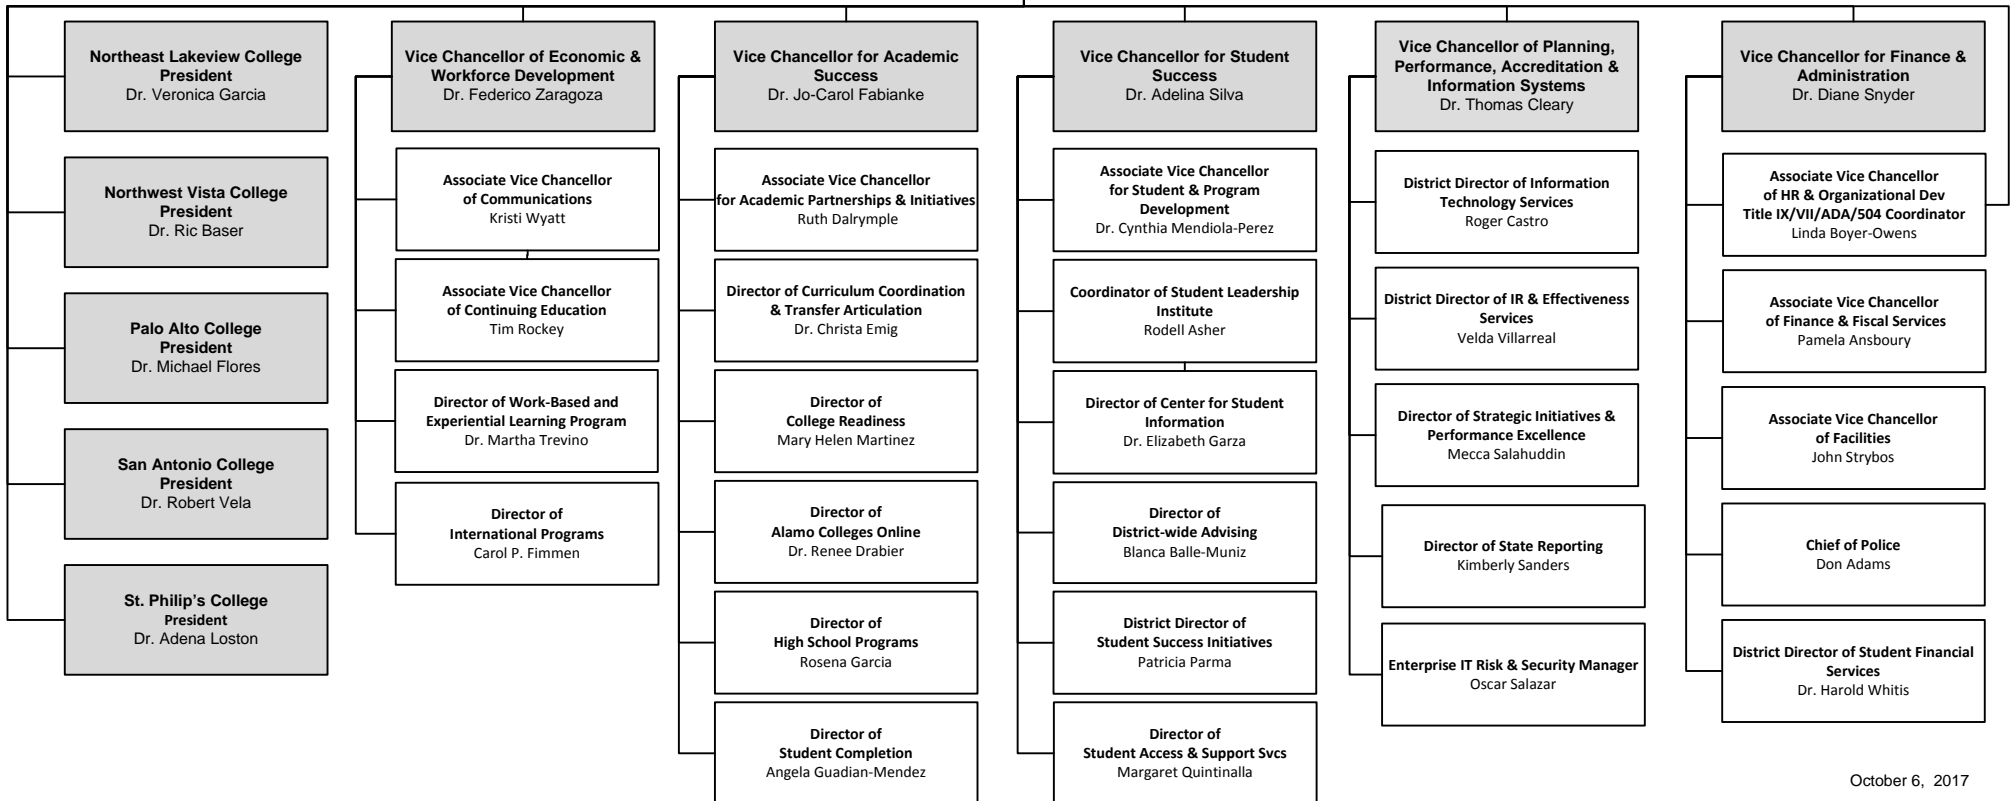 Northeast Lakeview College
President
Dr. Veronica Garcia
Northwest Vista College
President
Dr. Ric Baser
Palo Alto College
President
Dr. Michael Flores
San Antonio College
President
Dr. Robert Vela
St. Philip's College
President
Dr. Adena Loston
Vice Chancellor of Economic &
Workforce Development
Dr. Federico Zaragoza
Associate Vice Chancellor
of Communications
Kristi Wyatt
Associate Vice Chancellor
of Continuing Education
Tim Rockey
Director of Work-Based and
Experiential Learning Program
Dr. Martha Trevino
Director of
International Programs
Carol P. Fimmen
Vice Chancellor for Academic
Success
Dr. Jo-Carol Fabianke
Associate Vice Chancellor
for Academic Partnerships & Initiatives
Ruth Dalrymple
Director of Curriculum Coordination
& Transfer Articulation
Dr. Christa Emig
Director of
College Readiness
Mary Helen Martinez
Director of
Alamo Colleges Online
Dr. Renee Drabier
Director of
High School Programs
Rosena Garcia
Director of
Student Completion
Angela Guadian-Mendez
Vice Chancellor for Student
Success
Dr. Adelina Silva
Associate Vice Chancellor
for Student & Program
Development
Dr. Cynthia Mendiola-Perez
Coordinator of Student Leadership
Institute
Rodell Asher
Director of Center for Student
Information
Dr. Elizabeth Garza
Director of
District-wide Advising
Blanca Balle-Muniz
District Director of
Student Success Initiatives
Patricia Parma
Director of
Student Access & Support Svcs
Margaret Quintinalla
Vice Chancellor of Planning,
Performance, Accreditation &
Information Systems
Dr. Thomas Cleary
District Director of Information
Technology Services
Roger Castro
District Director of IR & Effectiveness
Services
Velda Villarreal
Director of Strategic Initiatives &
Performance Excellence
Mecca Salahuddin
Director of State Reporting
Kimberly Sanders
Enterprise IT Risk & Security Manager
Oscar Salazar
Vice Chancellor for Finance &
Administration
Dr. Diane Snyder
Associate Vice Chancellor
of HR & Organizational Dev
Title IX/VII/ADA/504 Coordinator
Linda Boyer-Owens
Associate Vice Chancellor
of Finance & Fiscal Services
Pamela Ansboury
Associate Vice Chancellor
of Facilities
John Strybos
Chief of Police
Don Adams
District Director of Student Financial
Services
Dr. Harold Whitis
October 6, 2017